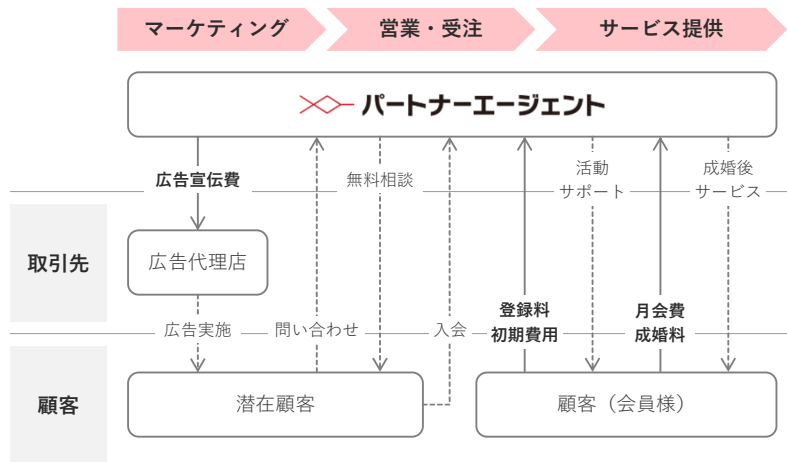 マーケティング
営業・受注
サービス提供
パートナーエージェント
広告宣伝費
無料相談
活動
サポート
成婚後
サービス
取引先
広告代理店
広告実施
問い合わせ
入会
登録料
初期費用
月会費
成婚料
顧客
潜在顧客
顧客（会員様）